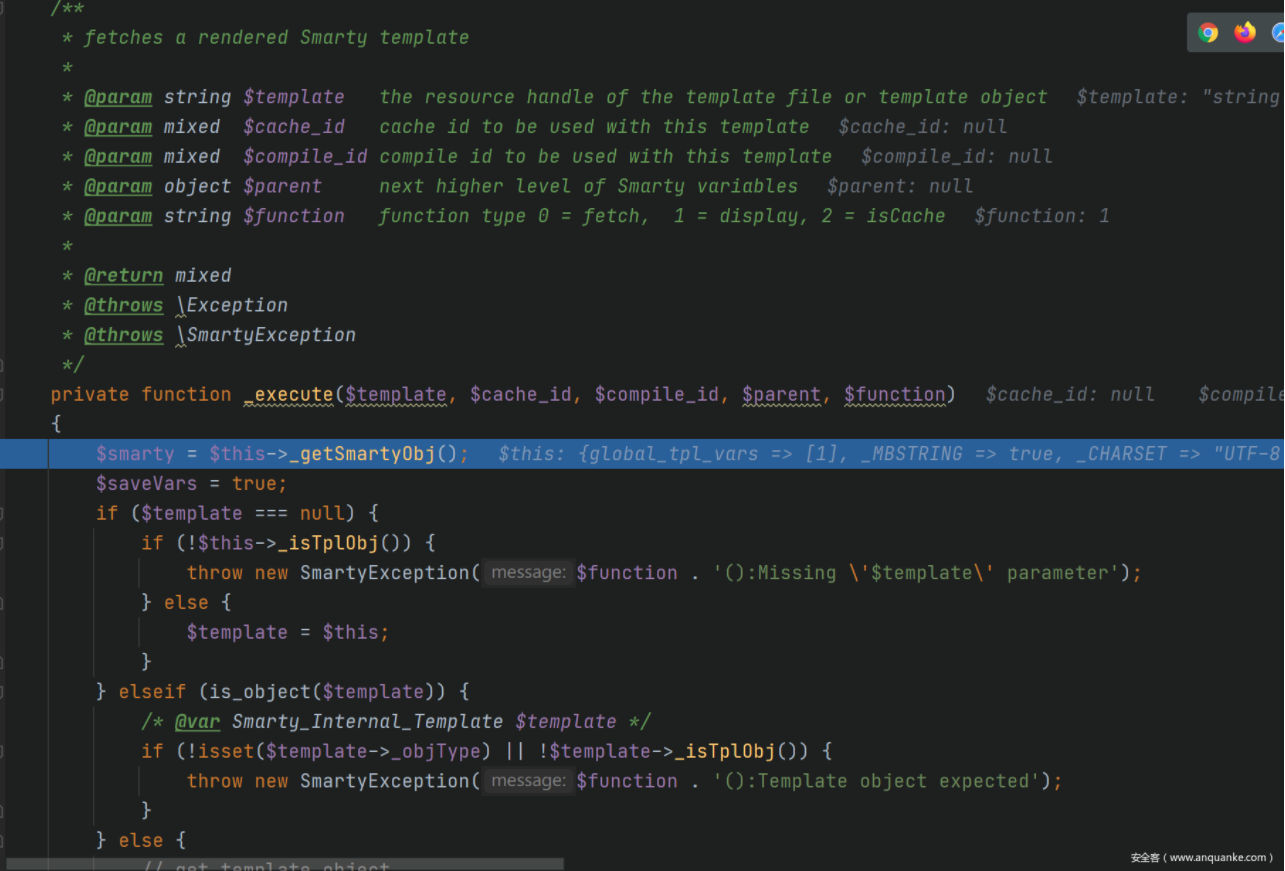 /**
* fetches a rendered Smarty template
*
* @param string $template the resource handle of the template file or template object $template: "string
* @param mixed $cache_id cache id to be used with this template $cache_id: null
* @param mixed $compile_id compile id to be used with this template $compile_id: null
* @param object $parent next higher level of Smarty variables $parent: null
* @param string $function function type 0 = fetch, 1 = display, 2 = isCache $function: 1
*
* @return mixed
* @throws \Exception
* @throws \SmartyException
*/
private function _execute($template, $cache_id, $compile_id, $parent, $function) $cache_id: null $compile
{
$smarty = $this->_getSmartyObj(); $this: {global_tpl_vars => [1], _MBSTRING => true, _CHARSET => "UTF-8
$saveVars = true;
if ($template === null) {
if (!$this->_isTplObj()) {
throw new SmartyException( message: $function . '():Missing \'$template\' parameter');
} else {
$template = $this;
}
} elseif (is_object($template)) {
/* @var Smarty_Internal_Template $template */
if (!isset($template->_objType) || !$template->_isTplObj()) {
throw new SmartyException( message: $function . '():Template object expected');
}
} else {
// get template object
安全客（www.anquanke.com）